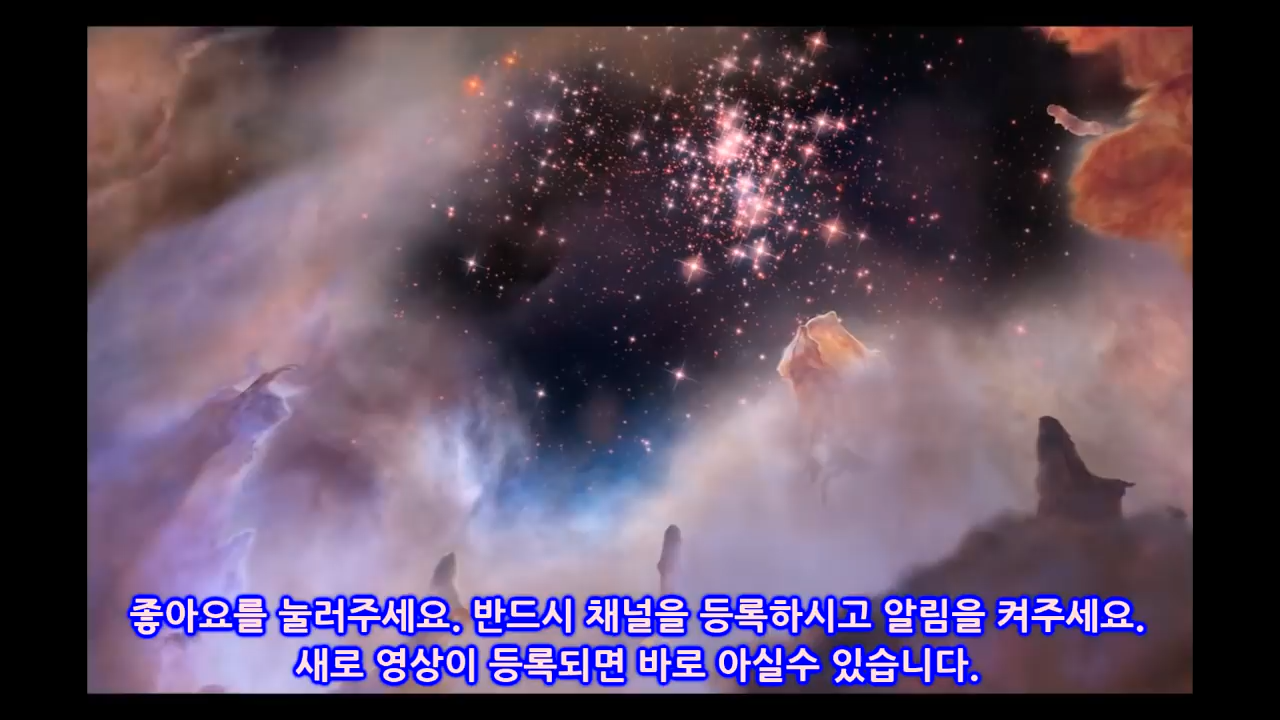 좋아요를 눌러주세요. 반드시 채널을 등록하시고 알림을 켜주세요.
새로 영상이 등록되면 바로 아실수 있습니다.